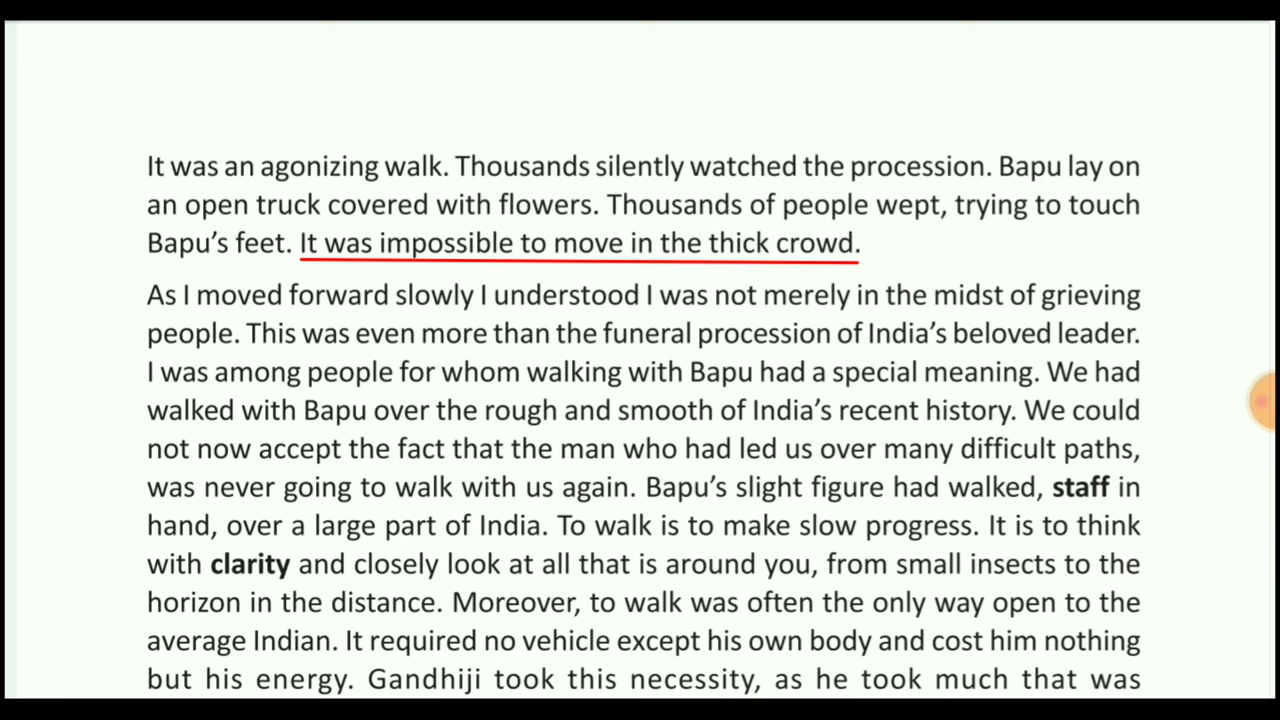 It was an agonizing walk. Thousands silently watched the procession. Bapu lay on
an open truck covered with flowers. Thousands of people wept, trying to touch
Bapu’s feet. It was impossible to move in the thick crowd.
As I moved forward slowly I understood I was not merely in the midst of grieving
people. This was even more than the funeral procession of India’s beloved leader.
I was among people for whom walking with Bapu had a special meaning. We had
walked with Bapu over the rough and smooth of India’s recent history. We could
not now accept the fact that the man who had led us over many difficult paths,
was never going to walk with us again. Bapu’s slight figure had walked, staff in
hand, over a large part of India. To walk is to make slow progress. It is to think
with clarity and closely look at all that is around you, from small insects to the
horizon in the distance. Moreover, to walk was often the only way open to the
average Indian. It required no vehicle except his own body and cost him nothing
but his energy. Gandhiji took this necessity, as he took much that was